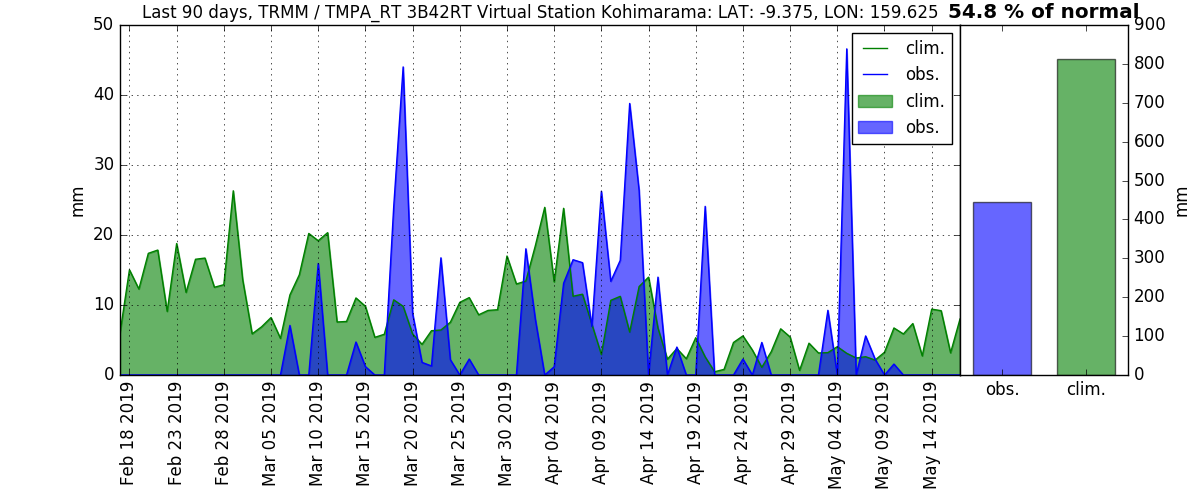 Last 90 days, TRMM / TMPA_RT 3B42RT Virtual Station Kohimarama: LAT: -9.375, LON: 159.625 54.8 % of normal
50
40
30
20
10
0
mm
clim.
obs.
clim.
obs.
Feb 18 2019
Feb 23 2019
Feb 28 2019
Mar 05 2019
Mar 10 2019
Mar 15 2019
Mar 20 2019
Mar 25 2019
Mar 30 2019
Apr 04 2019
Apr 09 2019
Apr 14 2019
Apr 19 2019
Apr 24 2019
Apr 29 2019
May 04 2019
May 09 2019
May 14 2019
900
800
700
600
500
400
300
200
100
0
mm
obs. clim.